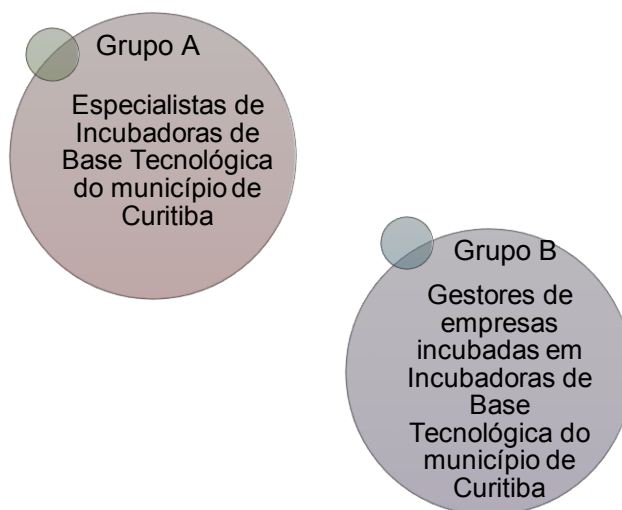 Grupo A
Especialistas de
Incubadoras de
Base Tecnológica
do município de
Curitiba
Grupo B
Gestores de
empresas
incubadas em
Incubadoras de
Base
Tecnológica do
município de
Curitiba